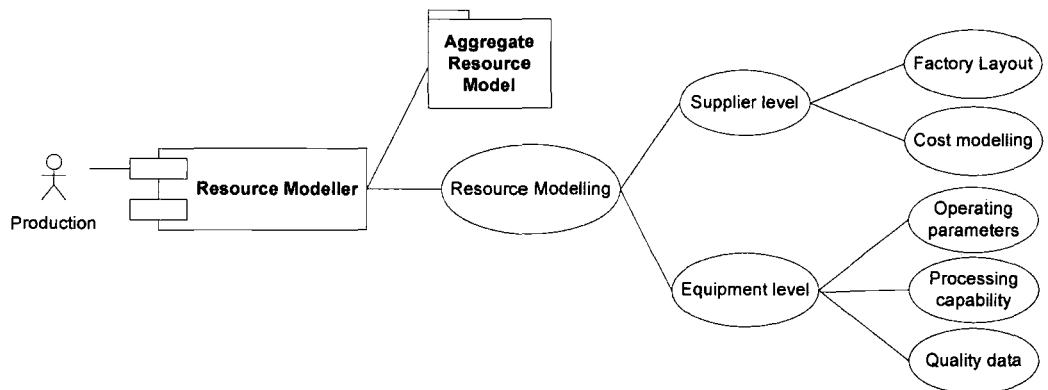 Production
Resource Modeller
Aggregate
Resource
Model
Resource Modelling
Supplier level
Equipment level
Factory Layout
Cost modelling
Operating
parameters
Processing
capability
Quality data